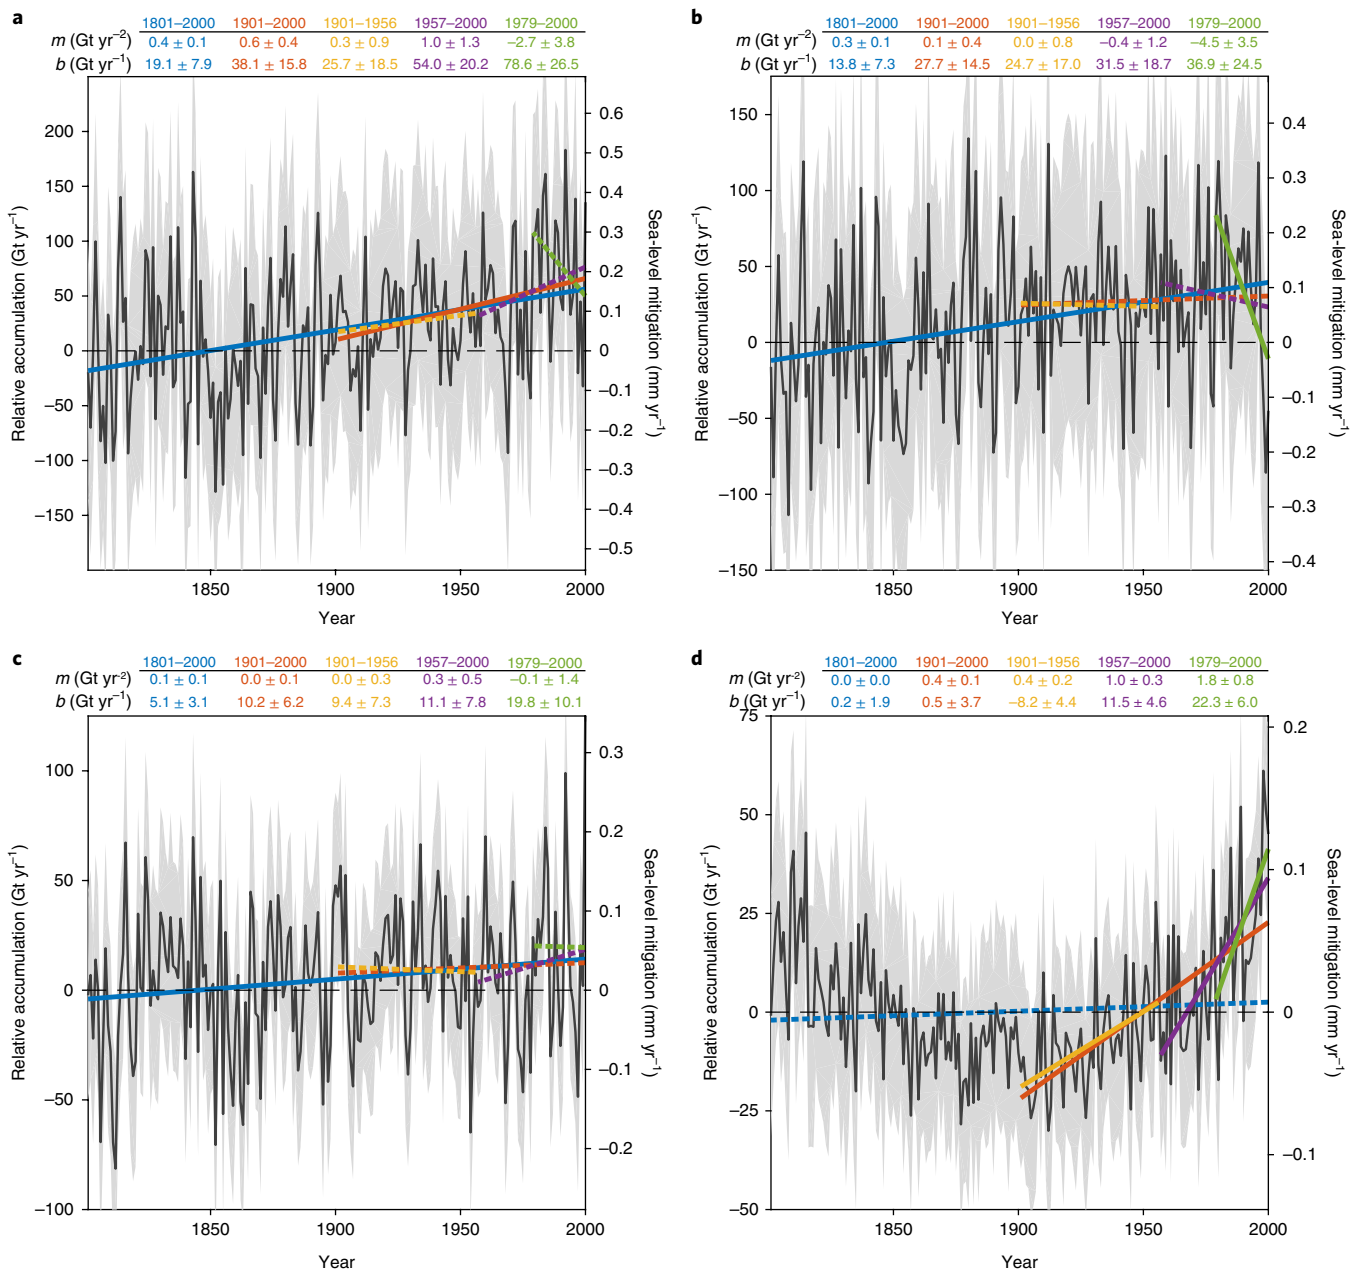 a
1801–2000 1901–2000 1901–1956 1957–2000 1979–2000
m (Gt yr–2) 0.4 ± 0.1 0.6 ± 0.4 0.3 ± 0.9 1.0 ± 1.3 –2.7 ± 3.8
b (Gt yr–1) 19.1 ± 7.9 38.1 ± 15.8 25.7 ± 18.5 54.0 ± 20.2 78.6 ± 26.5
Relative accumulation (Gt yr–1)
200
150
100
50
0
–50
–100
–150
0.6
0.5
0.4
0.3
0.2
0.1
0
–0.1
–0.2
–0.3
–0.4
–0.5
Sea-level mitigation (mm yr–1)
1850 1900 1950 2000
Year
b
1801–2000 1901–2000 1901–1956 1957–2000 1979–2000
m (Gt yr–2) 0.3 ± 0.1 0.1 ± 0.4 0.0 ± 0.8 –0.4 ± 1.2 –4.5 ± 3.5
b (Gt yr–1) 13.8 ± 7.3 27.7 ± 14.5 24.7 ± 17.0 31.5 ± 18.7 36.9 ± 24.5
Relative accumulation (Gt yr–1)
150
100
50
0
–50
–100
–150
0.4
0.3
0.2
0.1
0
–0.1
–0.2
–0.3
–0.4
Sea-level mitigation (mm yr–1)
1850 1900 1950 2000
Year
c
1801–2000 1901–2000 1901–1956 1957–2000 1979–2000
m (Gt yr-2) 0.1 ± 0.1 0.0 ± 0.1 0.0 ± 0.3 0.3 ± 0.5 –0.1 ± 1.4
b (Gt yr–1) 5.1 ± 3.1 10.2 ± 6.2 9.4 ± 7.3 11.1 ± 7.8 19.8 ± 10.1
Relative accumulation (Gt yr–1)
100
50
0
–50
–100
0.3
0.2
0.1
0
–0.1
–0.2
Sea-level mitigation (mm yr–1)
1850 1900 1950 2000
Year
d
1801–2000 1901–2000 1901–1956 1957–2000 1979–2000
m (Gt yr-2) 0.0 ± 0.0 0.4 ± 0.1 0.4 ± 0.2 1.0 ± 0.3 1.8 ± 0.8
b (Gt yr–1) 0.2 ± 1.9 0.5 ± 3.7 –8.2 ± 4.4 11.5 ± 4.6 22.3 ± 6.0
Relative accumulation (Gt yr–1)
75
50
25
0
–25
–50
0.2
0.1
0
–0.1
Sea-level mitigation (mm yr–1)
1850 1900 1950 2000
Year